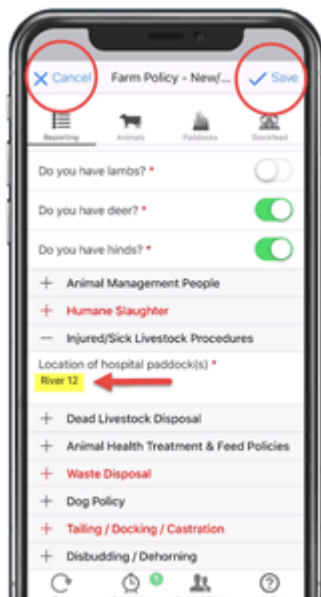 Cancel Farm Policy - New/... Save
Reporting Animals Paddocks Stockfeed
Do you have lambs? *
Do you have deer? *
Do you have hinds? *
+ Animal Management People
+ Humane Slaughter
— Injured/Sick Livestock Procedures
Location of hospital paddock(s) *
River 12
+ Dead Livestock Disposal
+ Animal Health Treatment & Feed Policies
+ Waste Disposal
+ Dog Policy
+ Tailing / Docking / Castration
+ Disbudding / Dehorning
1